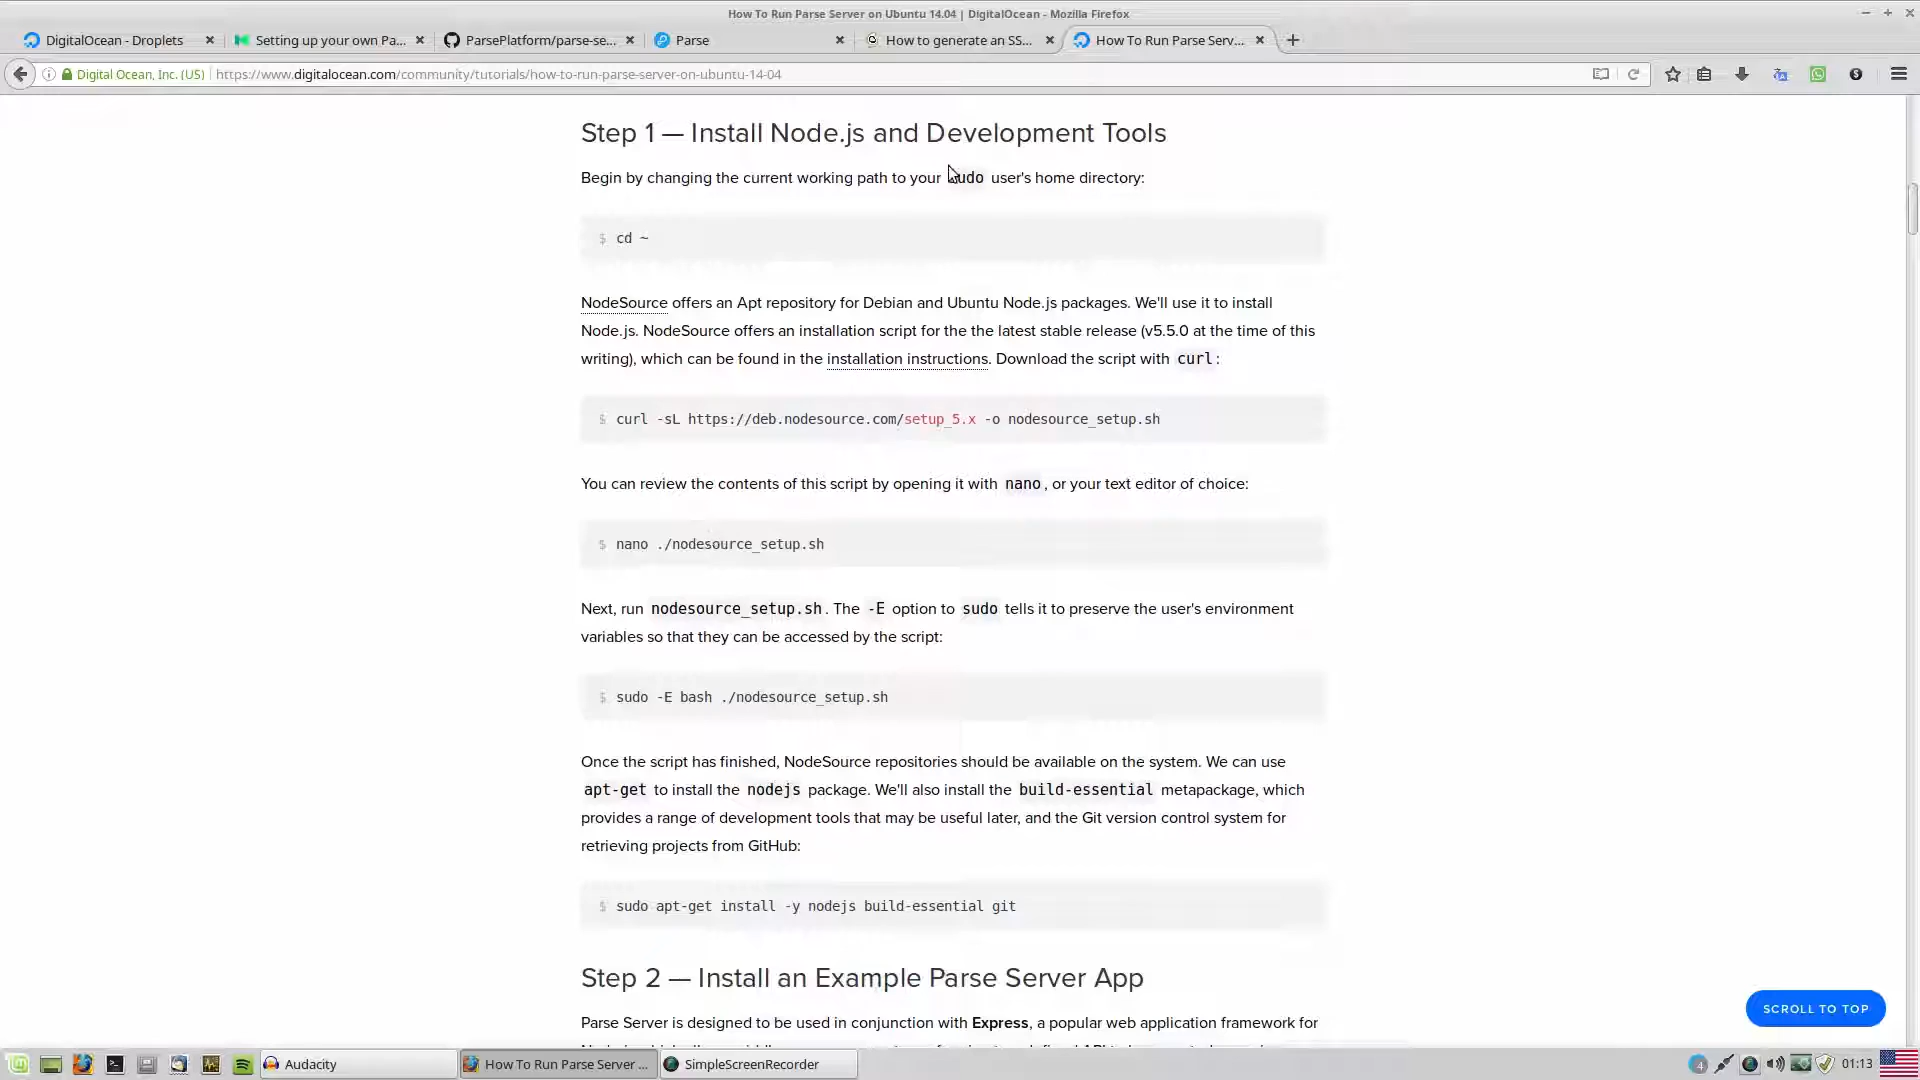 How To Run Parse Server on Ubuntu 14.04 | DigitalOcean - Mozilla Firefox
DigitalOcean - Droplets
Setting up your own Pa...
ParsePlatform/parse-se...
Parse
How to generate an SS...
How To Run Parse Serv...
Digital Ocean, Inc. (US)
https://www.digitalocean.com/community/tutorials/how-to-run-parse-server-on-ubuntu-14-04
Step 1 — Install Node.js and Development Tools
Begin by changing the current working path to your sudo user's home directory:
$ cd ~
NodeSource offers an Apt repository for Debian and Ubuntu Node.js packages. We'll use it to install
Node.js. NodeSource offers an installation script for the the latest stable release (v5.5.0 at the time of this
writing), which can be found in the installation instructions. Download the script with curl:
$ curl -sL https://deb.nodesource.com/setup_5.x -o nodesource_setup.sh
You can review the contents of this script by opening it with nano, or your text editor of choice:
$ nano ./nodesource_setup.sh
Next, run nodesource_setup.sh. The -E option to sudo tells it to preserve the user's environment
variables so that they can be accessed by the script:
$ sudo -E bash ./nodesource_setup.sh
Once the script has finished, NodeSource repositories should be available on the system. We can use
apt-get to install the nodejs package. We'll also install the build-essential metapackage, which
provides a range of development tools that may be useful later, and the Git version control system for
retrieving projects from GitHub:
$ sudo apt-get install -y nodejs build-essential git
Step 2 — Install an Example Parse Server App
Parse Server is designed to be used in conjunction with Express, a popular web application framework for
SCROLL TO TOP
Audacity
How To Run Parse Server ...
SimpleScreenRecorder
4
01:13